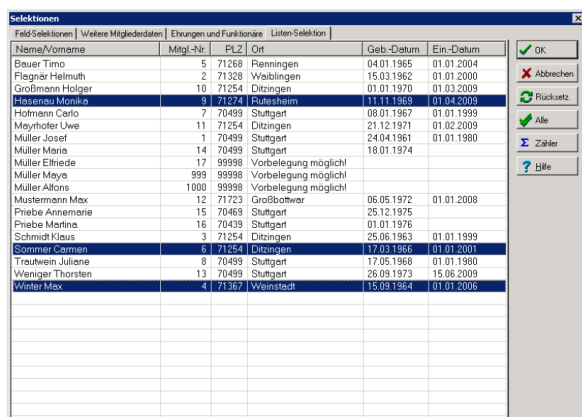 Selektionen
Feld-Selektionen Weitere Mitgliederdaten Ehrungen und Funktionäre Listen-Selektion
Name/Vorname Mitgl.-Nr. PLZ Ort Geb.-Datum Ein.-Datum
Bauer Timo 5 71268 Renningen 04.01.1965 01.01.2004
Flagnär Helmuth 2 71328 Waiblingen 15.03.1962 01.01.2000
Großmann Holger 10 71254 Ditzingen 01.01.1970 01.03.2009
Hasenau Monika 9 71274 Rutesheim 11.11.1969 01.04.2009
Hofmann Carlo 7 70499 Stuttgart 08.01.1967 01.01.1999
Mayrhofer Uwe 11 71254 Ditzingen 21.12.1971 01.02.2009
Müller Josef 1 70499 Stuttgart 24.04.1961 01.01.1980
Müller Maria 14 70499 Stuttgart 18.01.1974
Müller Elfriede 17 99998 Vorbelegung möglich!
Müller Maya 999 99998 Vorbelegung möglich!
Müller Alfons 1000 99998 Vorbelegung möglich!
Mustermann Max 12 71723 Großbottwar 06.05.1972 01.01.2008
Priebe Annemarie 15 70469 Stuttgart 25.12.1975
Priebe Martina 16 70439 Stuttgart 01.01.1976
Schmidt Klaus 3 71254 Ditzingen 25.06.1963 01.01.1999
Sommer Carmen 6 71254 Ditzingen 17.03.1966 01.01.2001
Trautwein Juliane 8 70499 Stuttgart 17.05.1968 01.01.1980
Weniger Thorsten 13 70499 Stuttgart 26.09.1973 15.06.2009
Winter Max 4 71367 Weinstadt 15.09.1964 01.01.2006
OK
Abbrechen
Rücksetz.
Alle
Σ Zähler
? Hilfe